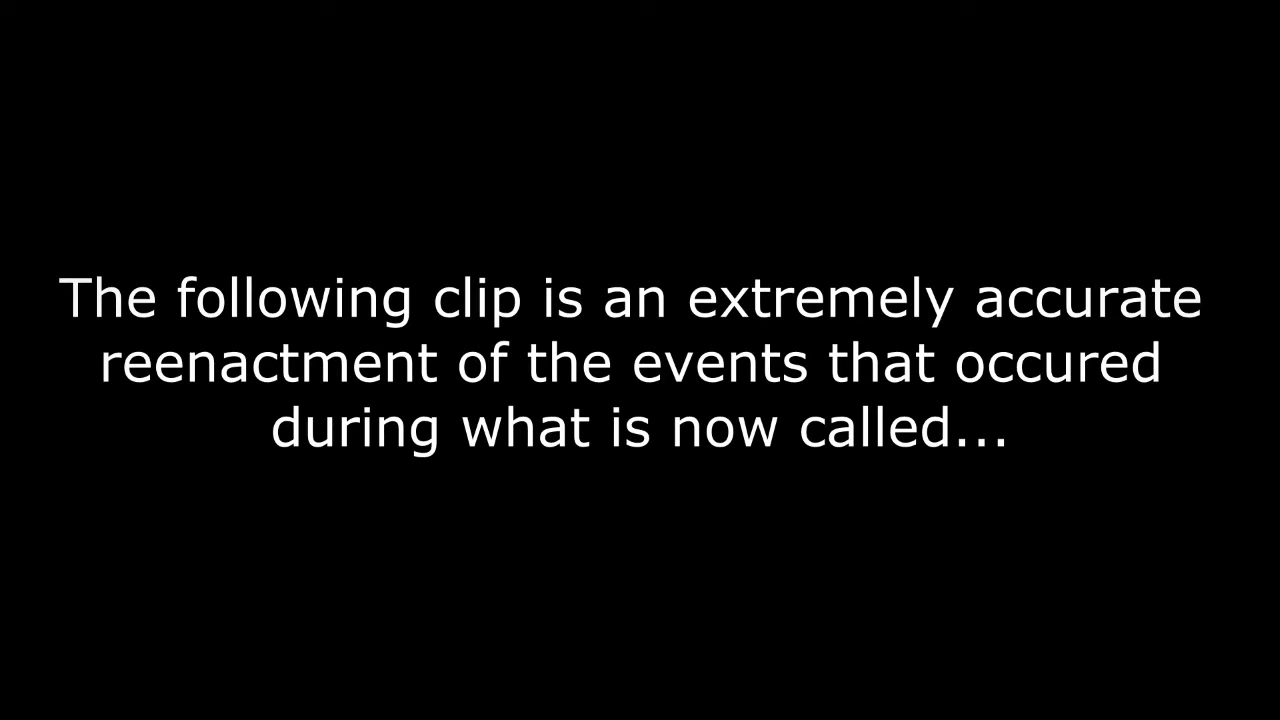 The following clip is an extremely accurate
reenactment of the events that occured
during what is now called...